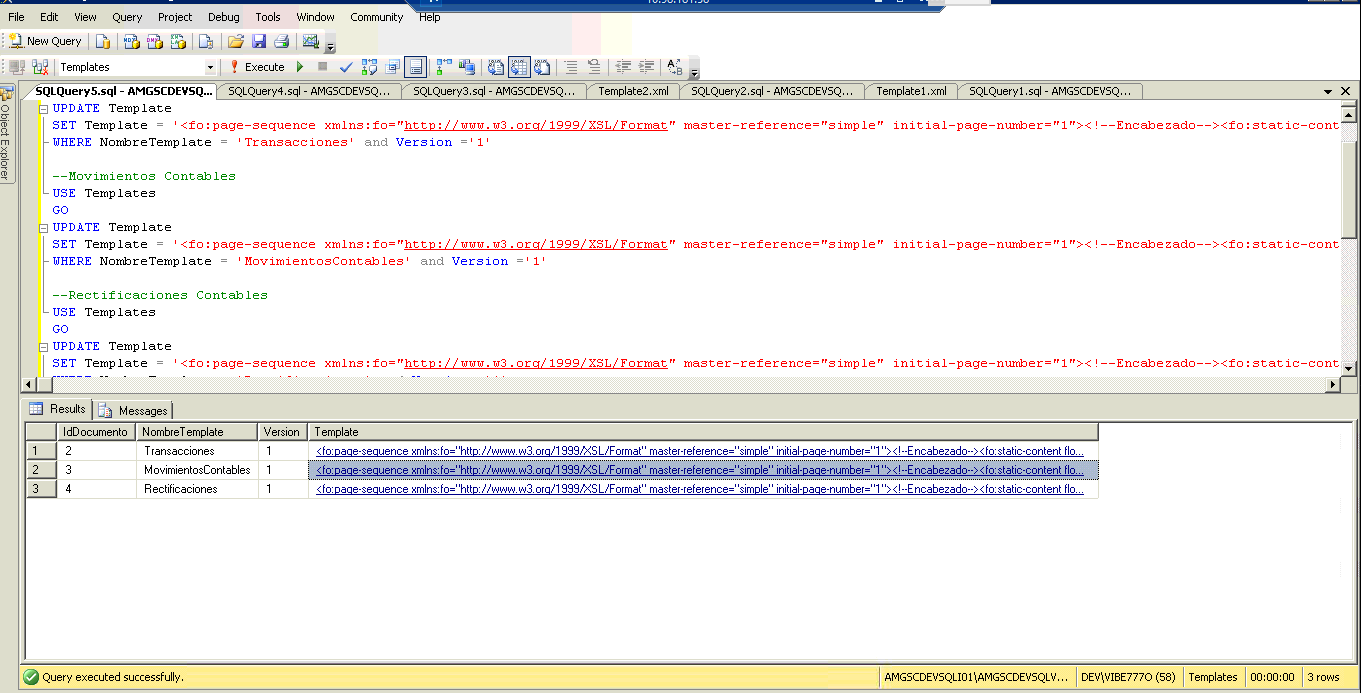 File Edit View Query Project Debug Tools Window Community Help
New Query
Templates Execute
SQLQuery5.sql - AMGSCDEVSQ... SQLQuery4.sql - AMGSCDEVSQ... SQLQuery3.sql - AMGSCDEVSQ... Template2.xml SQLQuery2.sql - AMGSCDEVSQ... Template1.xml SQLQuery1.sql - AMGSCDEVSQ...
Object Explorer
UPDATE Template
SET Template = '<fo:page-sequence xmlns:fo="http://www.w3.org/1999/XSL/Format" master-reference="simple" initial-page-number="1"><!--Encabezado--><fo:static-cont
WHERE NombreTemplate = 'Transacciones' and Version ='1'
--Movimientos Contables
USE Templates
GO
UPDATE Template
SET Template = '<fo:page-sequence xmlns:fo="http://www.w3.org/1999/XSL/Format" master-reference="simple" initial-page-number="1"><!--Encabezado--><fo:static-cont
WHERE NombreTemplate = 'MovimientosContables' and Version ='1'
--Rectificaciones Contables
USE Templates
GO
UPDATE Template
SET Template = '<fo:page-sequence xmlns:fo="http://www.w3.org/1999/XSL/Format" master-reference="simple" initial-page-number="1"><!--Encabezado--><fo:static-cont
Results Messages
IdDocumento NombreTemplate Version Template
1 2 Transacciones 1 <fo:page-sequence xmlns:fo="http://www.w3.org/1999/XSL/Format" master-reference="simple" initial-page-number="1"><!--Encabezado--><fo:static-content flo...
2 3 MovimientosContables 1 <fo:page-sequence xmlns:fo="http://www.w3.org/1999/XSL/Format" master-reference="simple" initial-page-number="1"><!--Encabezado--><fo:static-content flo...
3 4 Rectificaciones 1 <fo:page-sequence xmlns:fo="http://www.w3.org/1999/XSL/Format" master-reference="simple" initial-page-number="1"><!--Encabezado--><fo:static-content flo...
Query executed successfully. AMGSCDEVSQLI01\AMGSCDEVSQLV... DEV\VIBE777O (58) Templates 00:00:00 3 rows